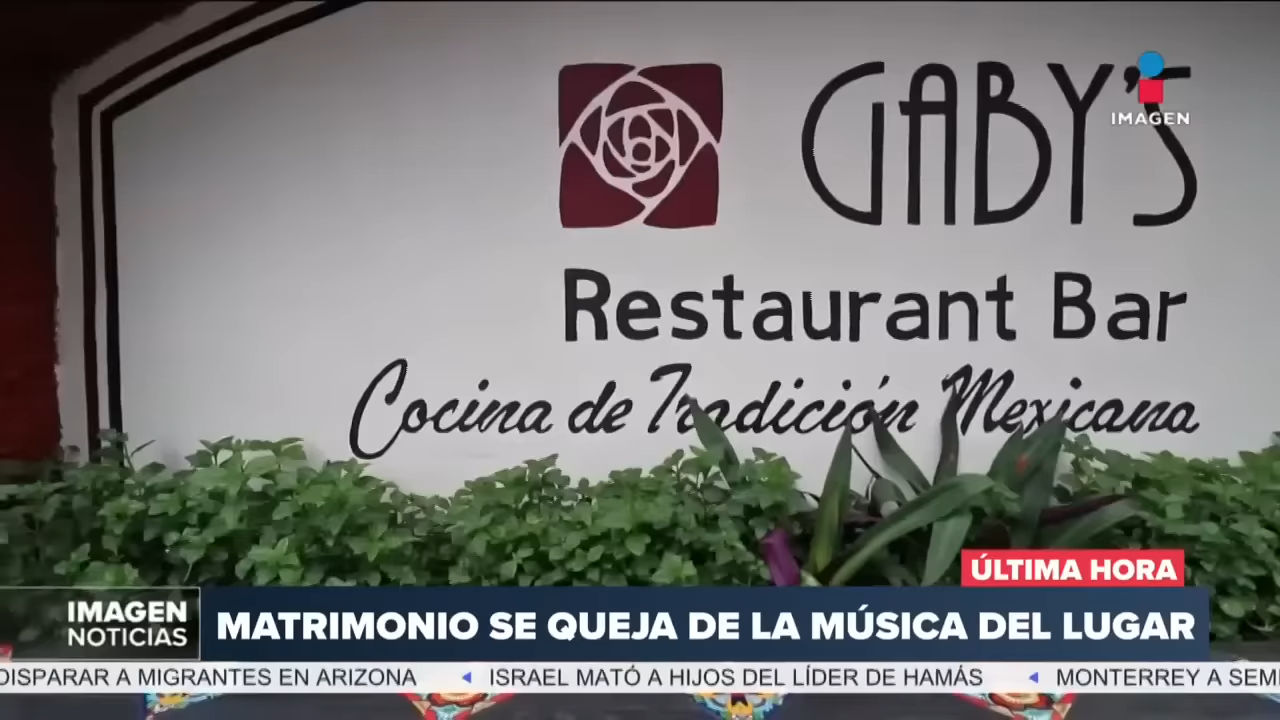 GABY'S
IMAGEN
Restaurant Bar
Cocina de Tradición Mexicana
ÚLTIMA HORA
IMAGEN
NOTICIAS
MATRIMONIO SE QUEJA DE LA MÚSICA DEL LUGAR
DISPARAR A MIGRANTES EN ARIZONA
ISRAEL MATÓ A HIJOS DEL LÍDER DE HAMÁS
MONTERREY A SEMI